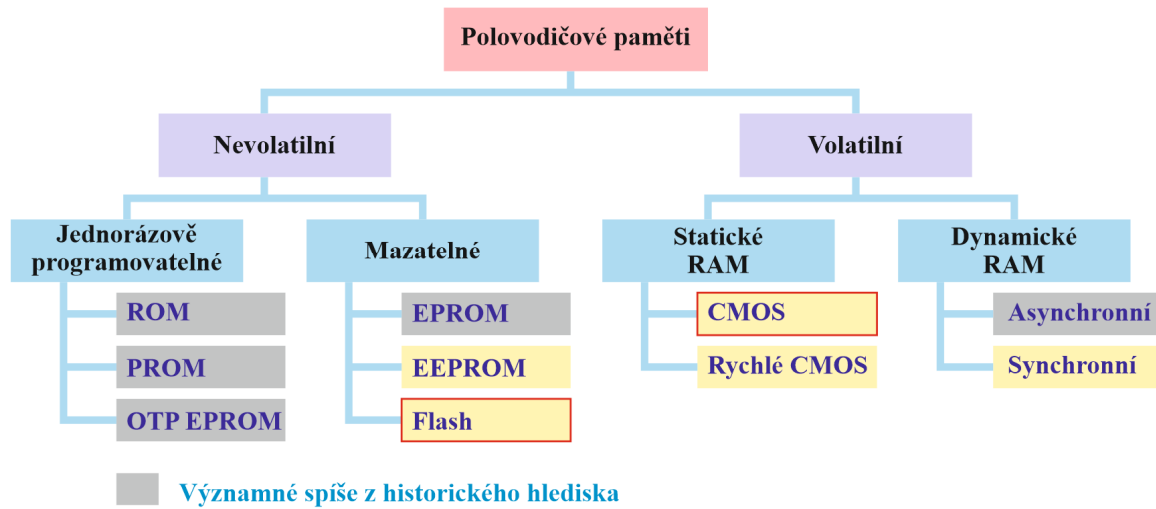 Polovodičové paměti
Nevolatilní
Volatilní
Jednorázově
programovatelné
Mazatelné
Statické
RAM
Dynamické
RAM
ROM
EPROM
CMOS
Asynchronní
PROM
EEPROM
Rychlé CMOS
Synchronní
OTP EPROM
Flash
Významné spíše z historického hlediska